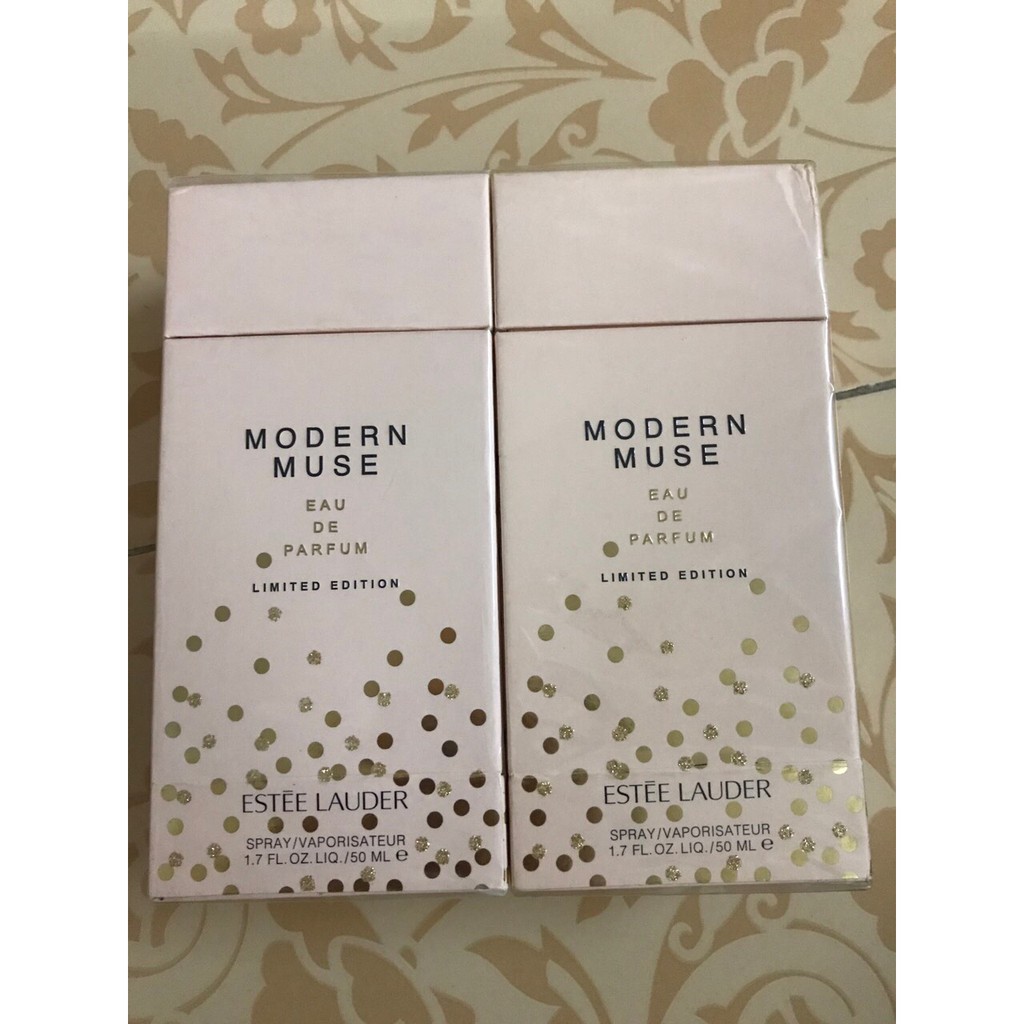 MODERN
MUSE
EAU
DE
PARFUM
LIMITED EDITION
ESTĒE LAUDER
SPRAY/VAPORISATEUR
1.7 FL.OZ.LIQ./50 ML ℮
MODERN
MUSE
EAU
DE
PARFUM
LIMITED EDITION
ESTĒE LAUDER
SPRAY/VAPORISATEUR
1.7 FL.OZ.LIQ./50 ML ℮